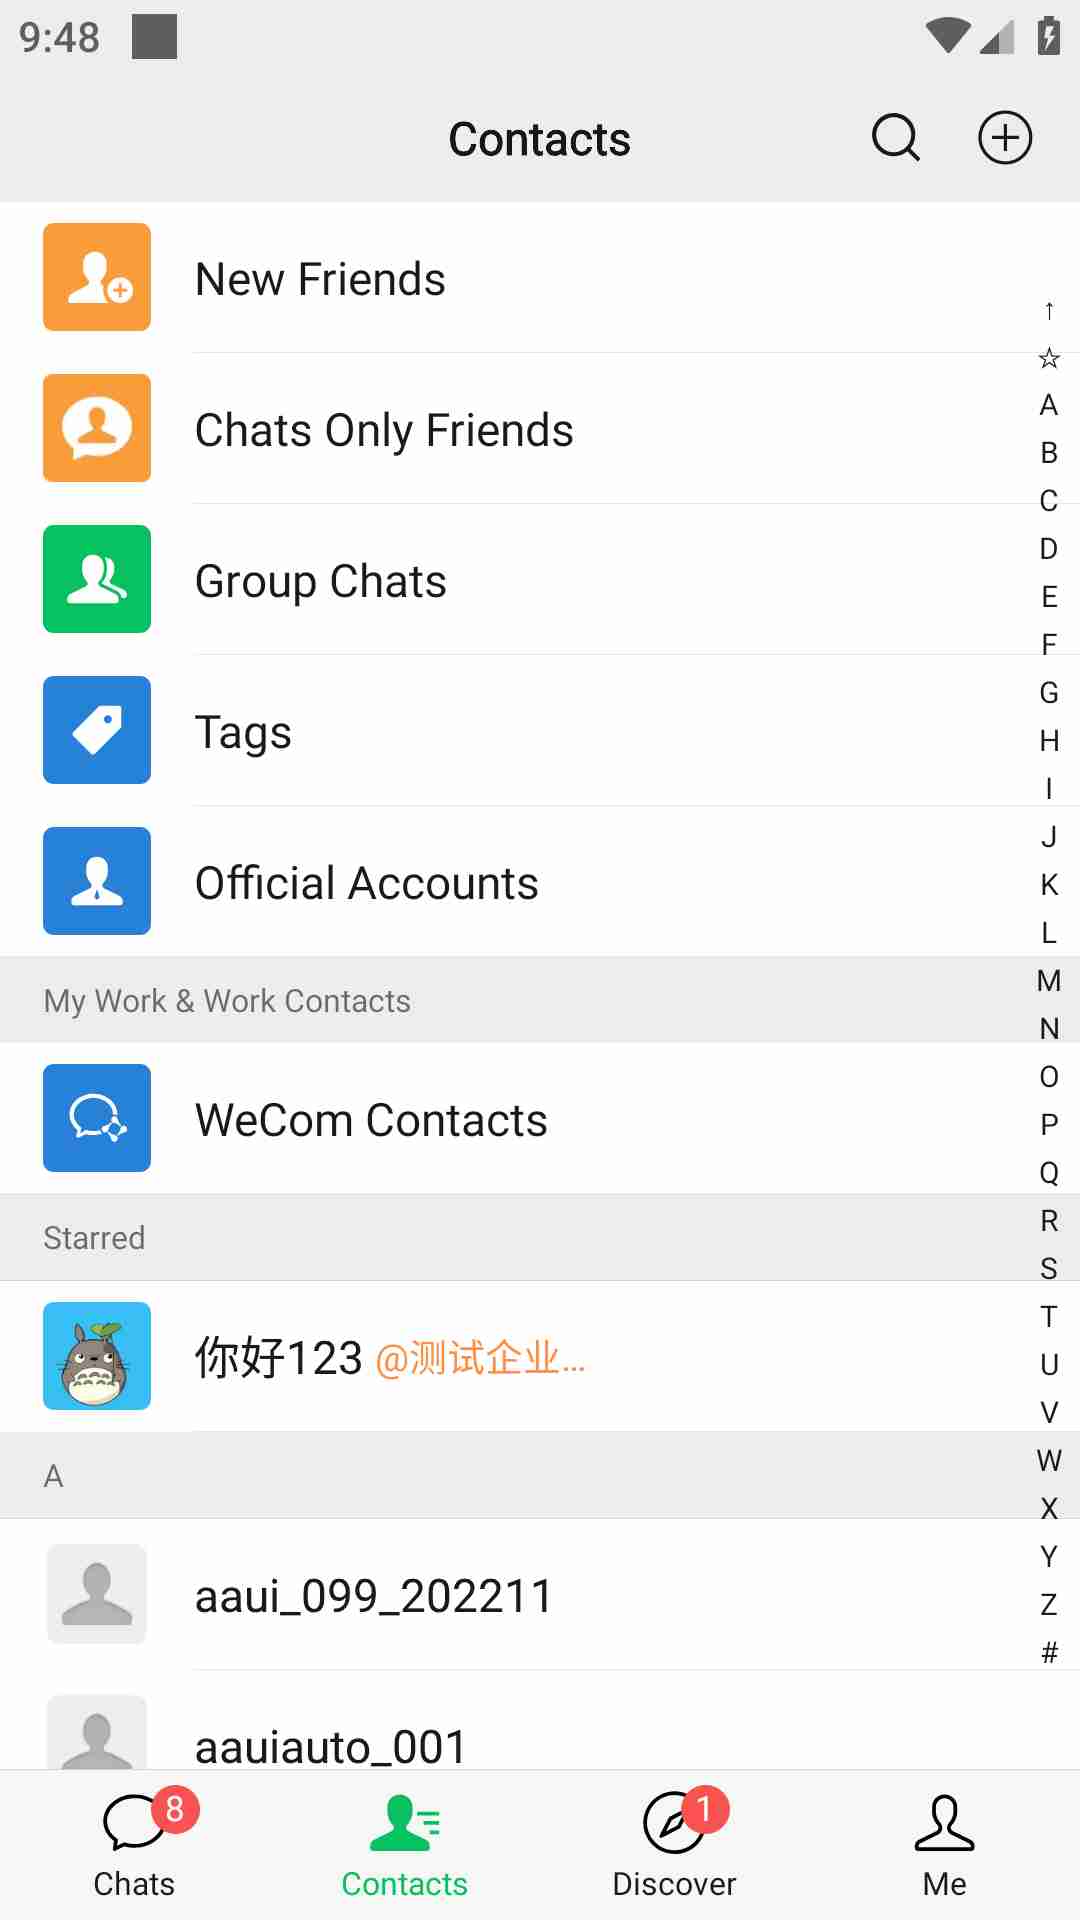 9:48
Contacts
New Friends
Chats Only Friends
Group Chats
Tags
Official Accounts
My Work & Work Contacts
WeCom Contacts
Starred
你好123 @测试企业...
A
aaui_099_202211
aauiauto_001
↑
☆
A
B
C
D
E
F
G
H
I
J
K
L
M
N
O
P
Q
R
S
T
U
V
W
X
Y
Z
#
8
1
Chats
Contacts
Discover
Me